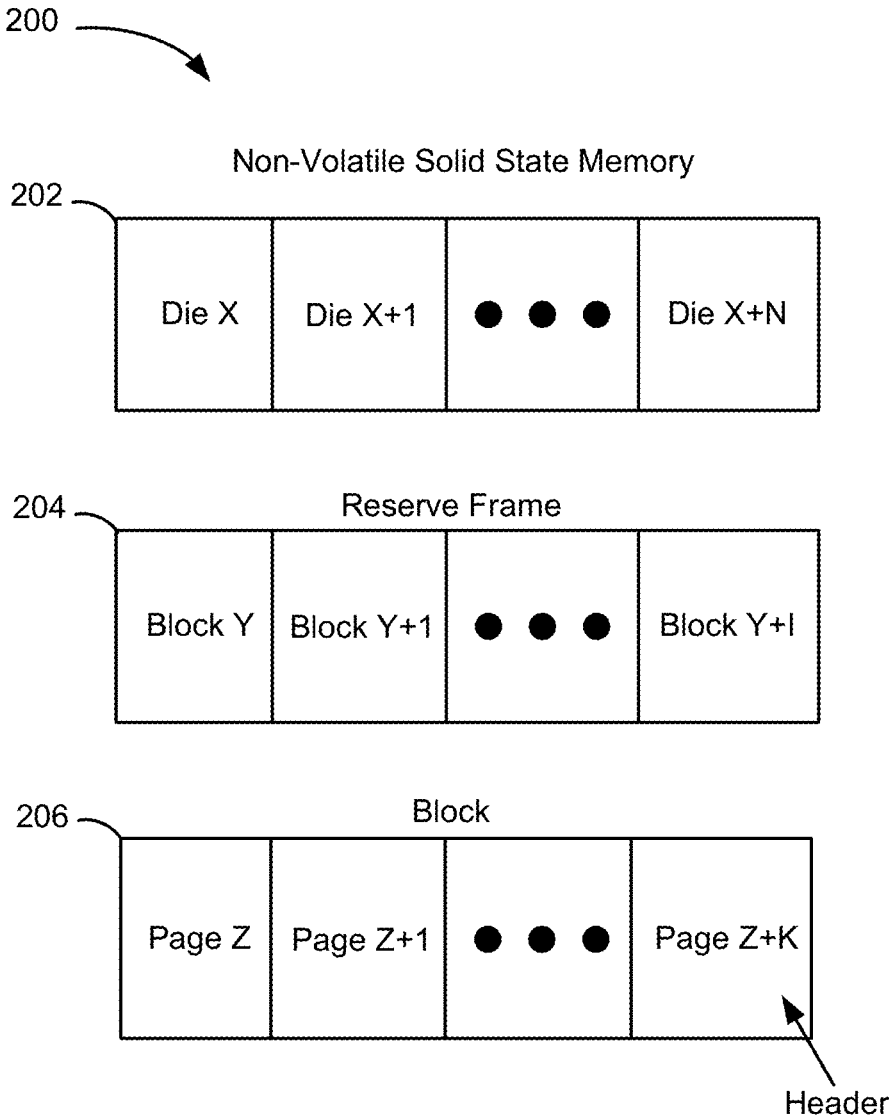 200
Non-Volatile Solid State Memory
202
Die X Die X+1 Die X+N
204
Reserve Frame
Block Y Block Y+1 Block Y+I
206
Block
Page Z Page Z+1 Page Z+K
Header